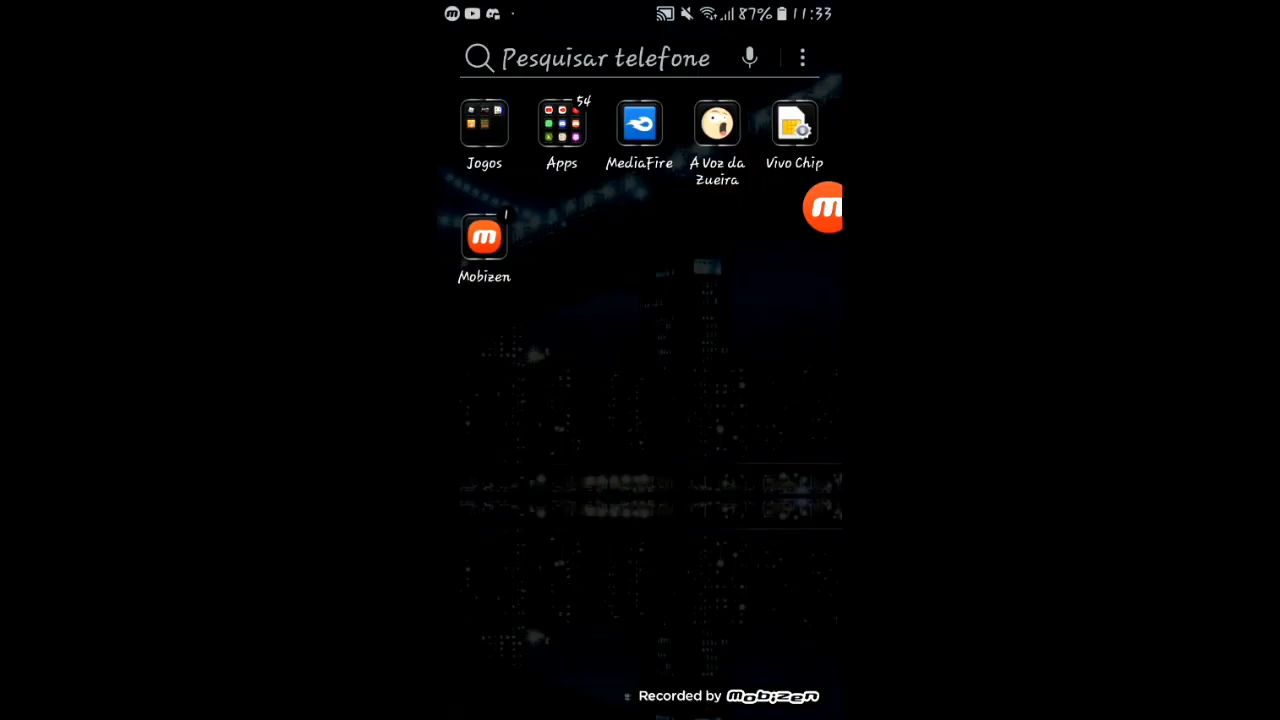 87% 11:33
Pesquisar telefone
54
Jogos
Apps
MediaFire
A Voz da
Zueira
Vivo Chip
1
Mobizen
Recorded by Mobizen